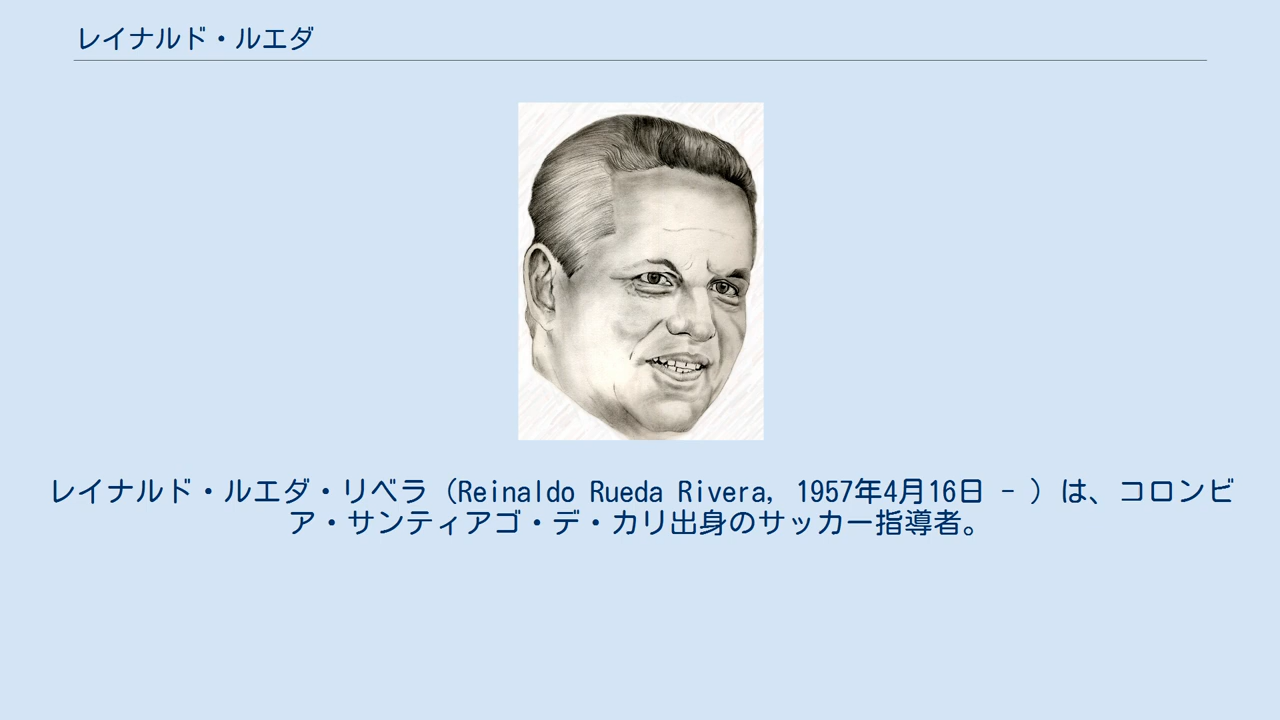 レイナルド・ルエダ
レイナルド・ルエダ・リベラ（Reinaldo Rueda Rivera, 1957年4月16日 - ）は、コロンビ
ア・サンティアゴ・デ・カリ出身のサッカー指導者。